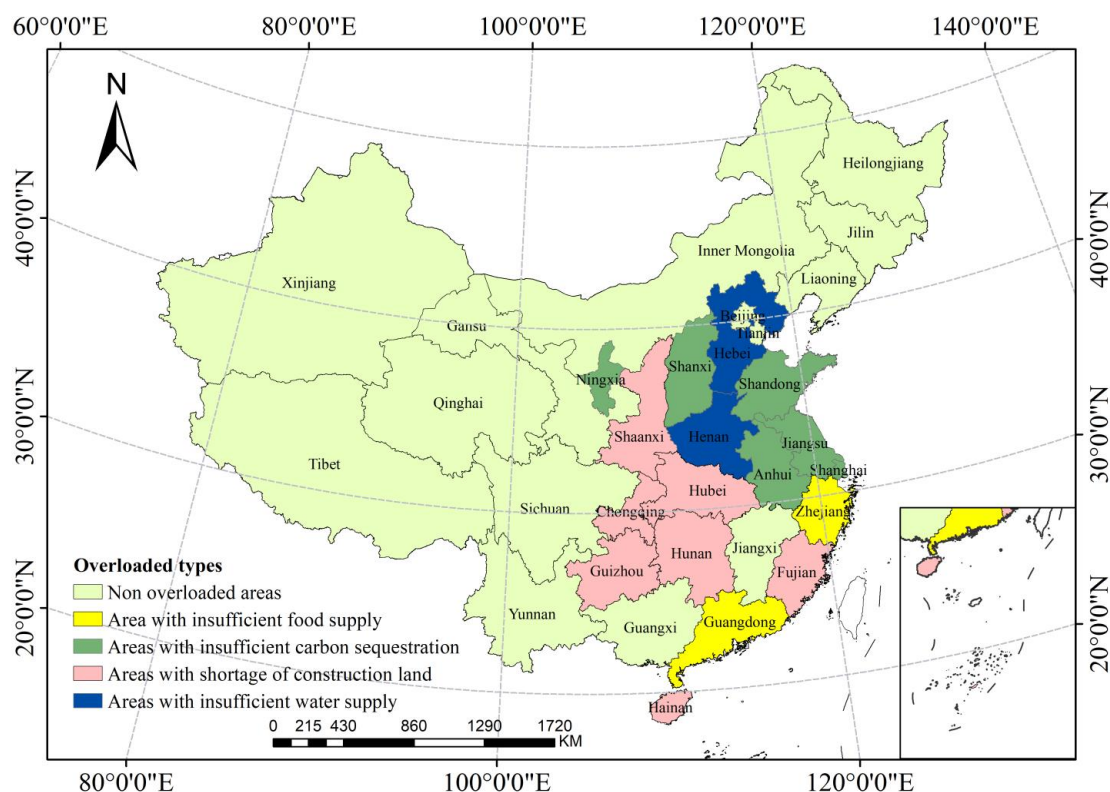 60°0'0"E
80°0'0"E
100°0'0"E
120°0'0"E
140°0'0"E
N
40°0'0"N
30°0'0"N
20°0'0"N
40°0'0"N
30°0'0"N
20°0'0"N
Heilongjiang
Jilin
Inner Mongolia
Liaoning
Xinjiang
Gansu
Beijing
Tianjin
Hebei
Ningxia
Shanxi
Shandong
Qinghai
Shaanxi
Henan
Jiangsu
Tibet
Anhui
Shanghai
Sichuan
Hubei
Chongqing
Zhejiang
Hunan
Jiangxi
Guizhou
Fujian
Yunnan
Guangxi
Guangdong
Hainan
Overloaded types
Non overloaded areas
Area with insufficient food supply
Areas with insufficient carbon sequestration
Areas with shortage of construction land
Areas with insufficient water supply
0 215 430 860 1290 1720
KM
80°0'0"E
100°0'0"E
120°0'0"E